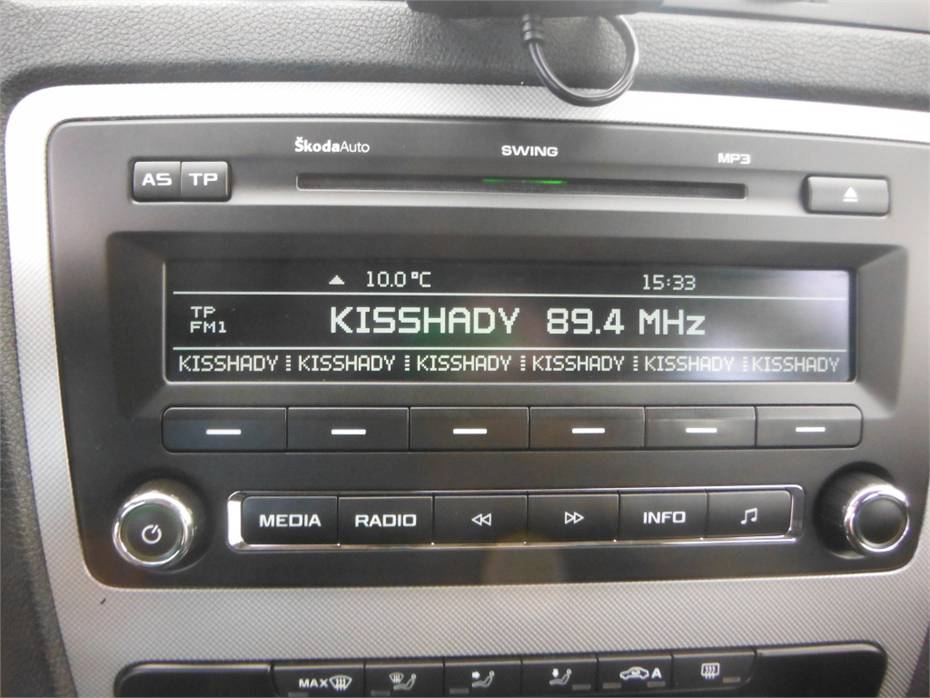 ŠkodaAuto SWING MP3
AS TP
10.0°C 15:33
TP
FM1
KISSHADY 89.4 MHz
KISSHADY KISSHADY KISSHADY KISSHADY KISSHADY KISSHADY
MEDIA RADIO INFO
MAX A